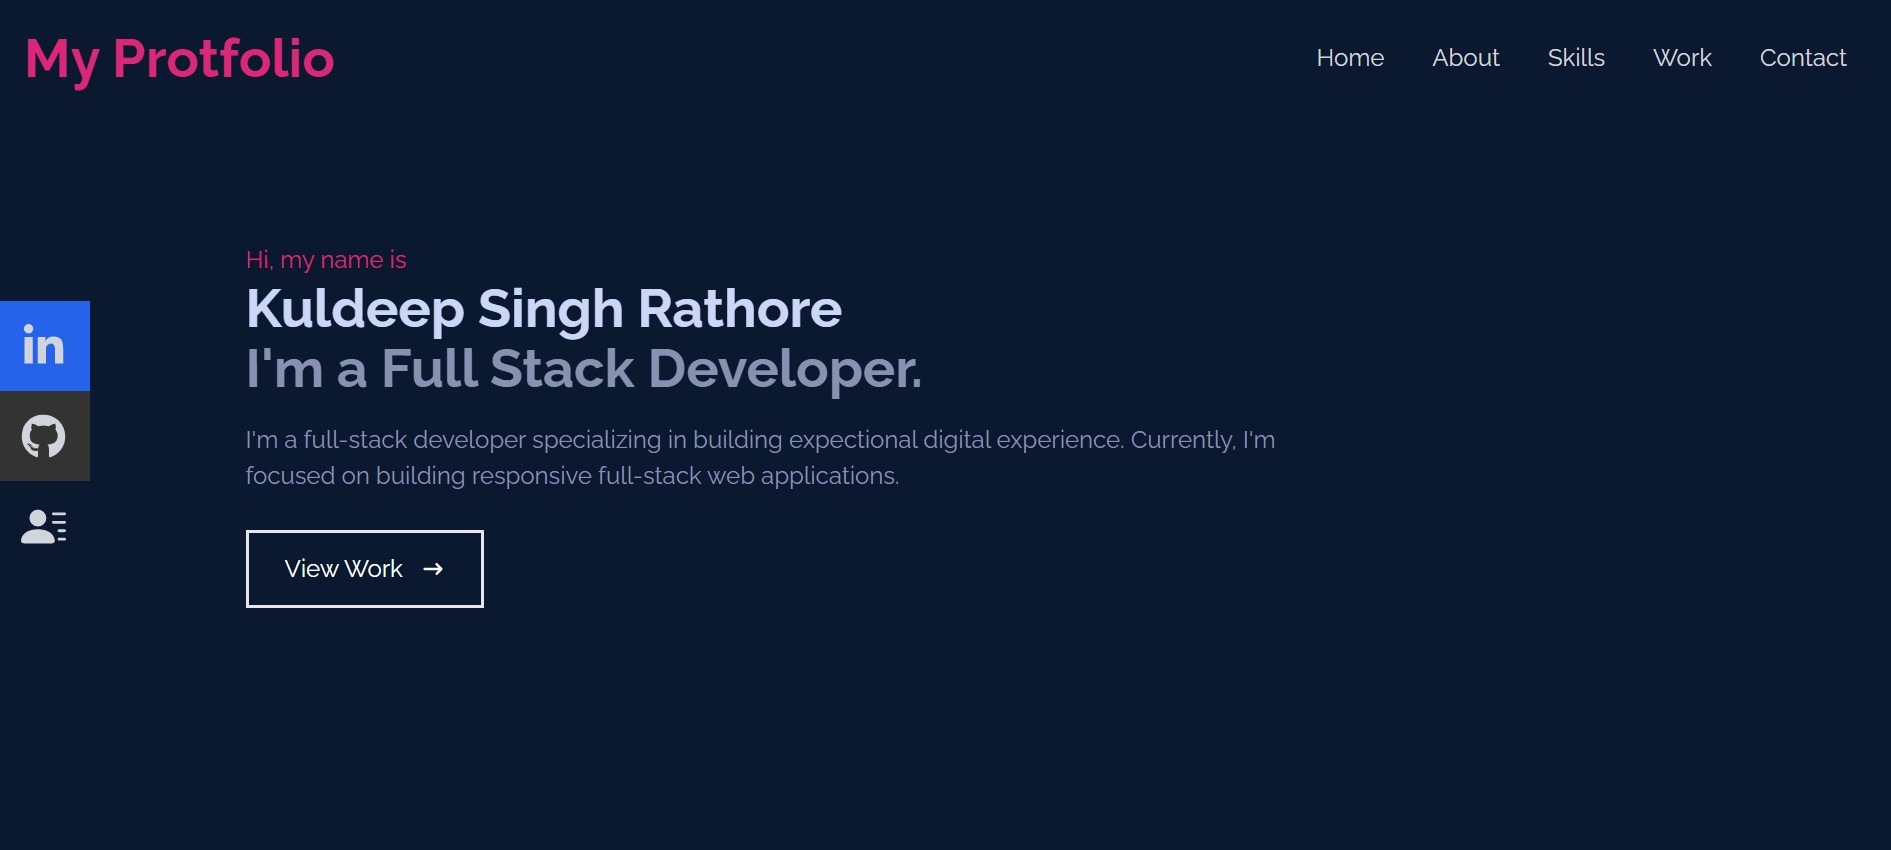 My Protfolio
Home About Skills Work Contact
Hi, my name is
Kuldeep Singh Rathore
I'm a Full Stack Developer.
I'm a full-stack developer specializing in building expectional digital experience. Currently, I'm
focused on building responsive full-stack web applications.
in
View Work →